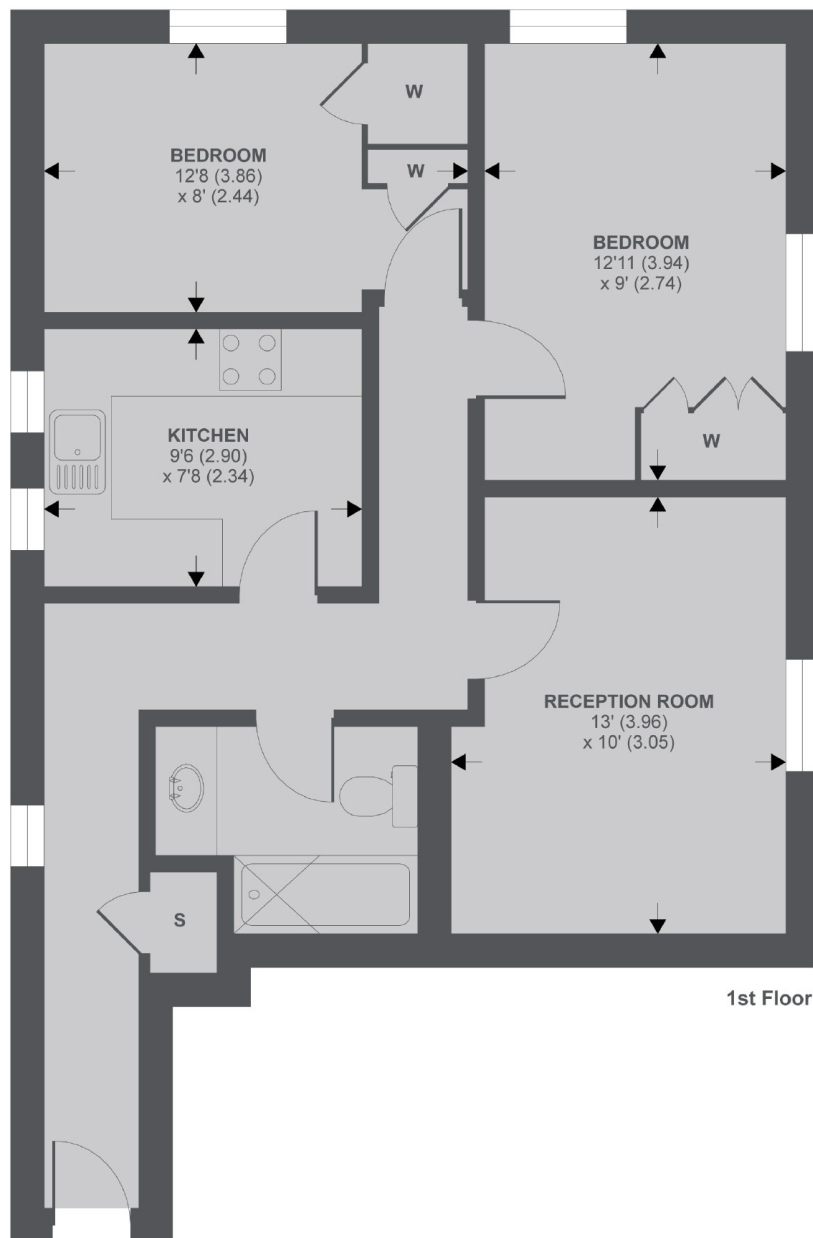 W
BEDROOM
12'8 (3.86)
x 8' (2.44)
W
BEDROOM
12'11 (3.94)
x 9' (2.74)
KITCHEN
9'6 (2.90)
x 7'8 (2.34)
W
RECEPTION ROOM
13' (3.96)
x 10' (3.05)
S
1st Floor